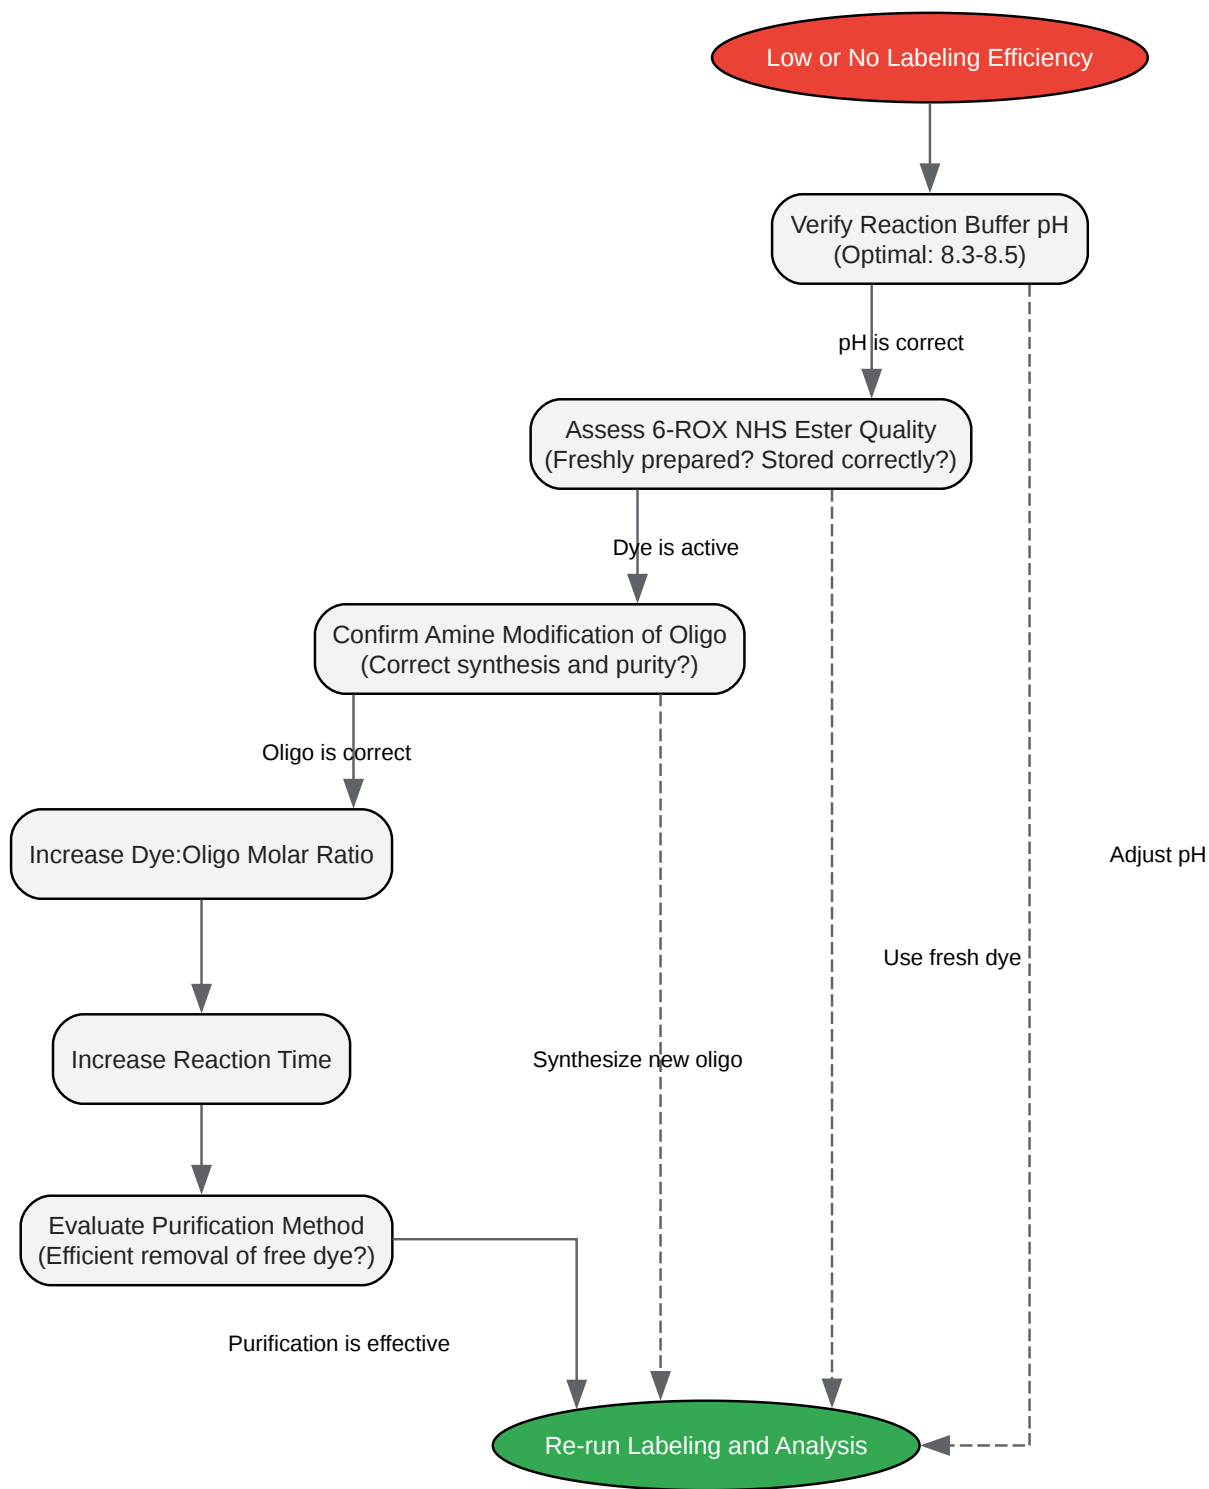 Low or No Labeling Efficiency
Verify Reaction Buffer pH
(Optimal: 8.3-8.5)
pH is correct
Assess 6-ROX NHS Ester Quality
(Freshly prepared? Stored correctly?)
Dye is active
Confirm Amine Modification of Oligo
(Correct synthesis and purity?)
Oligo is correct
Increase Dye:Oligo Molar Ratio
Adjust pH
Use fresh dye
Increase Reaction Time
Synthesize new oligo
Evaluate Purification Method
(Efficient removal of free dye?)
Purification is effective
Re-run Labeling and Analysis